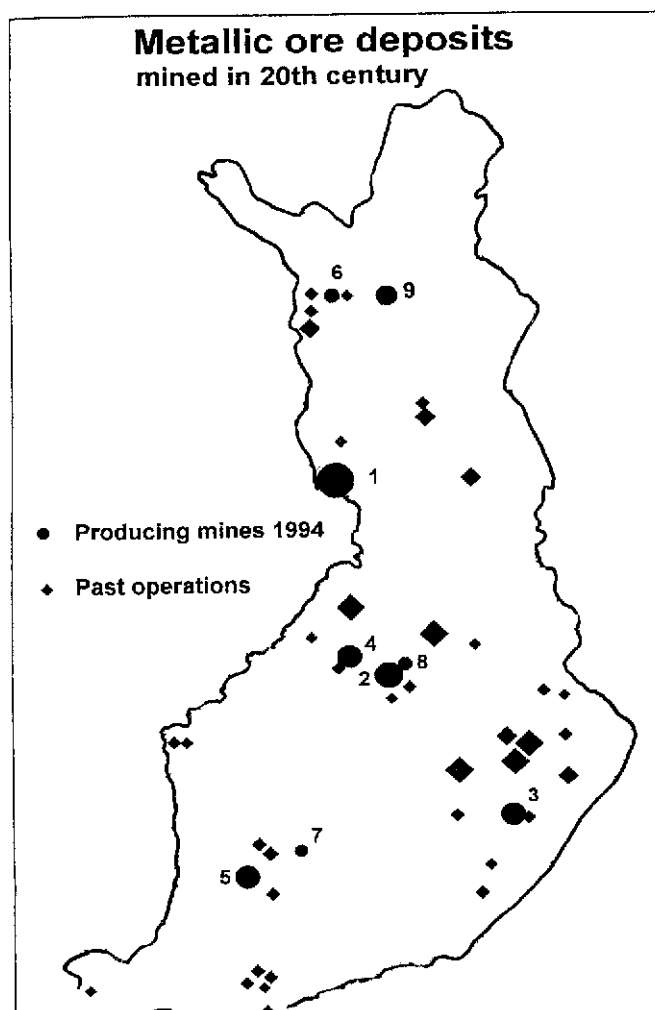 Metallic ore deposits
mined in 20th century
6
9
1
Producing mines 1994
Past operations
4
8
2
3
7
5